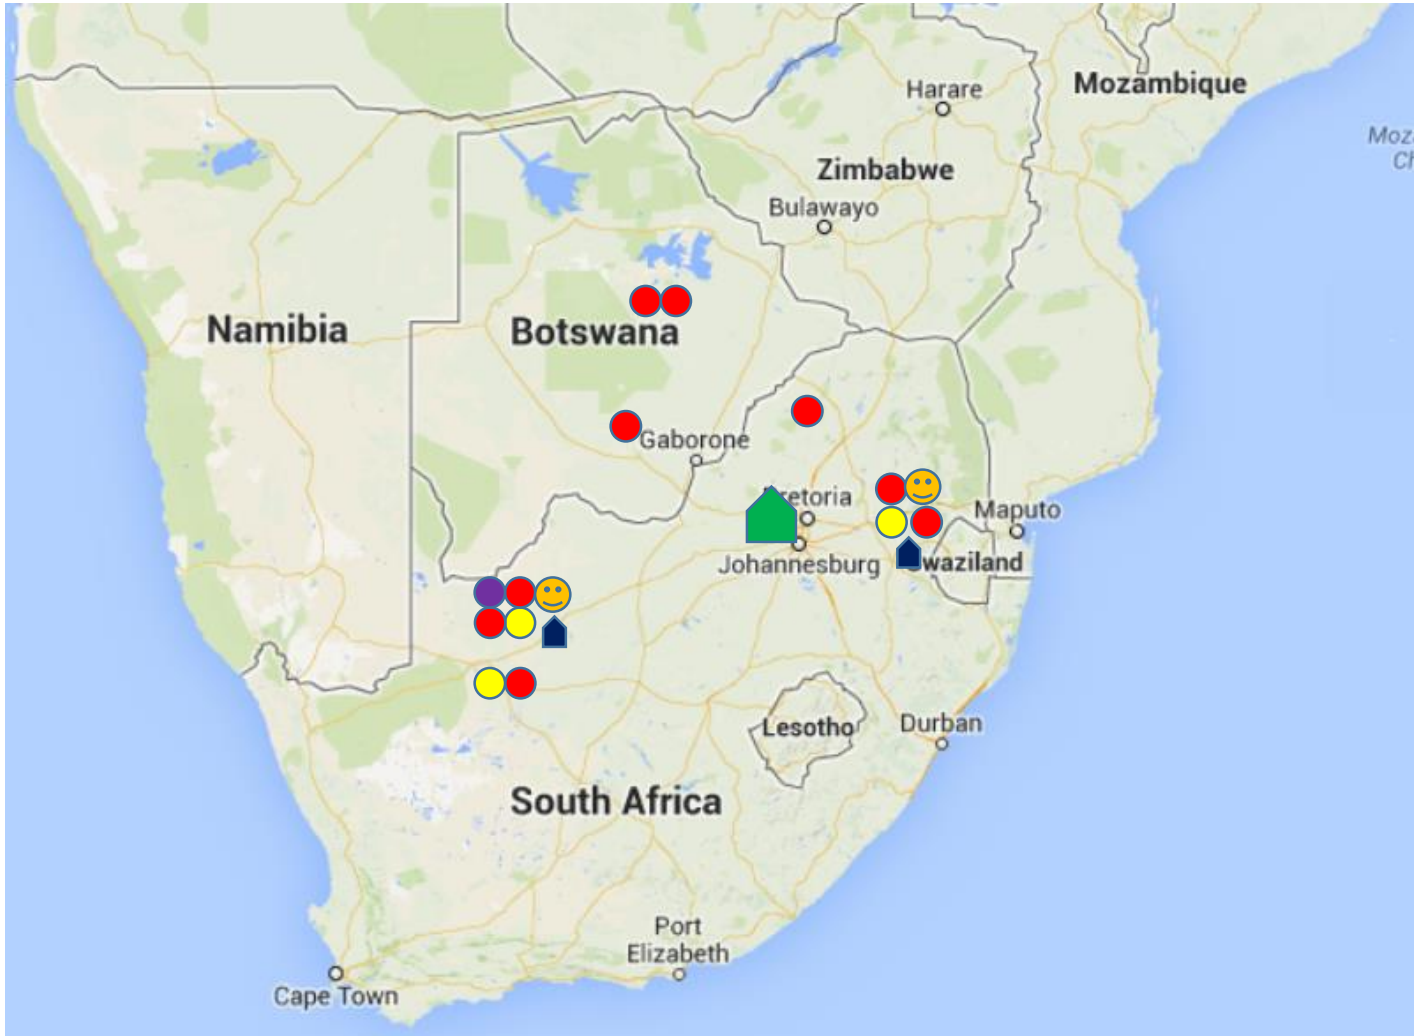 Harare
Mozambique
Moz
Ch
Zimbabwe
Bulawayo
Namibia
Botswana
Gaborone
retoria
Maputo
Johannesburg
waziland
Lesotho
Durban
South Africa
Port
Elizabeth
Cape Town